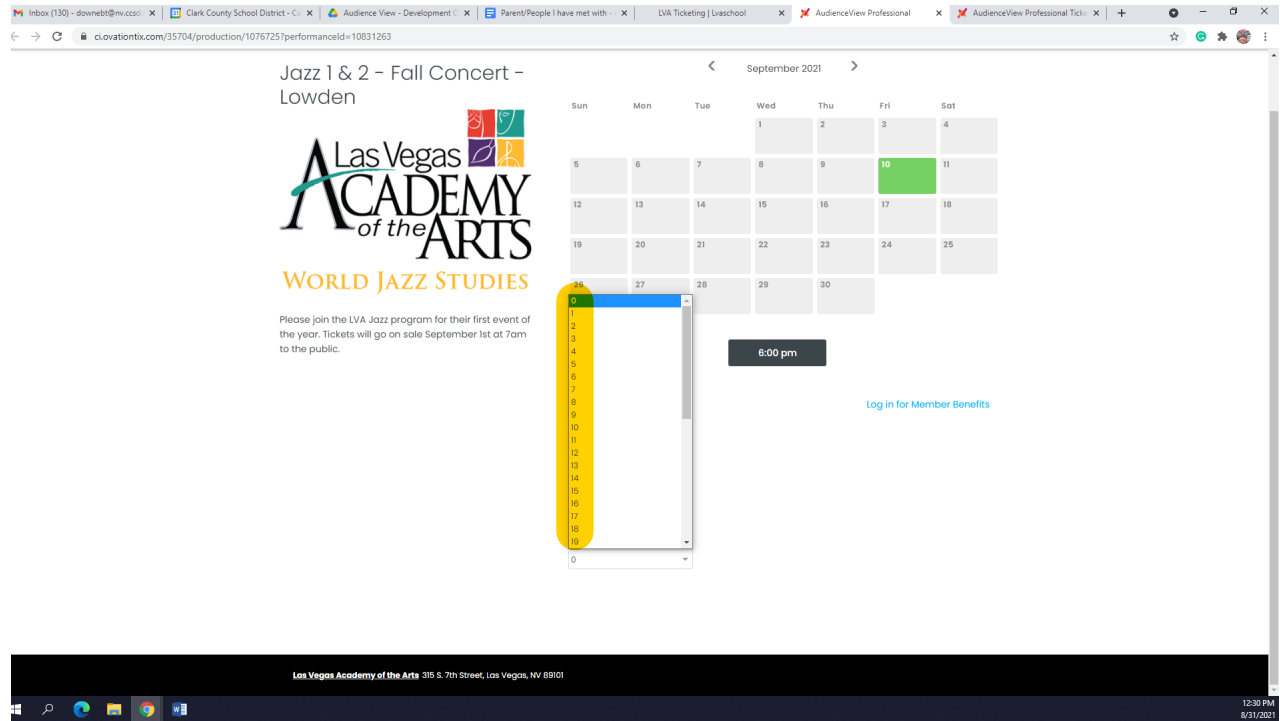 Inbox (130) - downebt@nv.ccsd.
Clark County School District - Ca
Audience View - Development
Parent/People I have met with -
LVA Ticketing | Lvaschool
AudienceView Professional
AudienceView Professional Ticke
ci.ovationtix.com/35704/production/1076725?performanceId=10831263
Jazz 1 & 2 - Fall Concert -
Lowden
Las Vegas
ACADEMY
of the ARTS
WORLD JAZZ STUDIES
Please join the LVA Jazz program for their first event of
the year. Tickets will go on sale September 1st at 7am
to the public.
September 2021
Sun Mon Tue Wed Thu Fri Sat
1 2 3 4
5 6 7 8 9 10 11
12 13 14 15 16 17 18
19 20 21 22 23 24 25
26 27 28 29 30
0
1
2
3
4
5
6
7
8
9
10
11
12
13
14
15
16
17
18
19
0
6:00 pm
Log in for Member Benefits
Las Vegas Academy of the Arts 315 S. 7th Street, Las Vegas, NV 89101
12:30 PM
8/31/2021